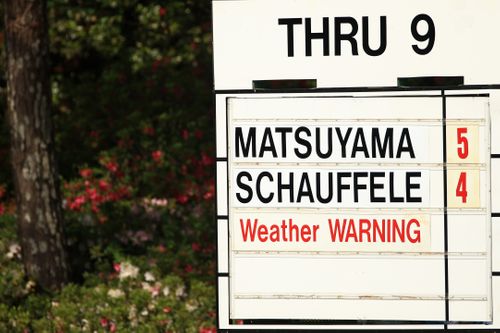 THRU 9
MATSUYAMA 5
SCHAUFFELE 4
Weather WARNING